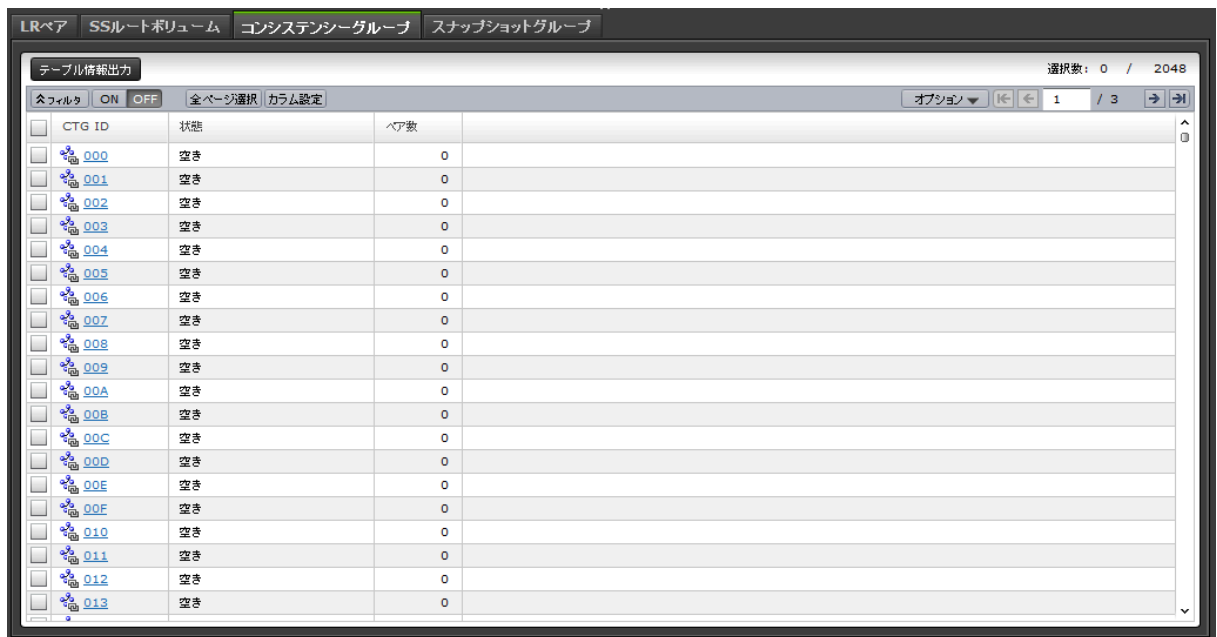 LRペア SSルートボリューム コンシステンシーグループ スナップショットグループ
テーブル情報出力 選択数: 0 / 2048
フィルタ ON OFF 全ページ選択 カラム設定 オプション 1 / 3
CTG ID 状態 ペア数
000 空き 0
001 空き 0
002 空き 0
003 空き 0
004 空き 0
005 空き 0
006 空き 0
007 空き 0
008 空き 0
009 空き 0
00A 空き 0
00B 空き 0
00C 空き 0
00D 空き 0
00E 空き 0
00F 空き 0
010 空き 0
011 空き 0
012 空き 0
013 空き 0